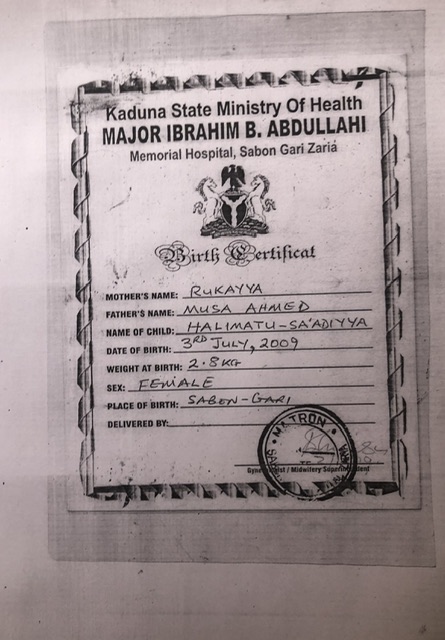 Kaduna State Ministry Of Health
MAJOR IBRAHIM B. ABDULLAHI
Memorial Hospital, Sabon Gari Zaria
Birth Certificat
MOTHER'S NAME: RUKAYYA
FATHER'S NAME: MUSA AHMED
NAME OF CHILD: HALIMATU-SA'ADIYYA
DATE OF BIRTH: 3RD JULY, 2009
WEIGHT AT BIRTH: 2.8KG
SEX: FEMALE
PLACE OF BIRTH: SABON-GARI
DELIVERED BY:
MATRON
/ Midwifery